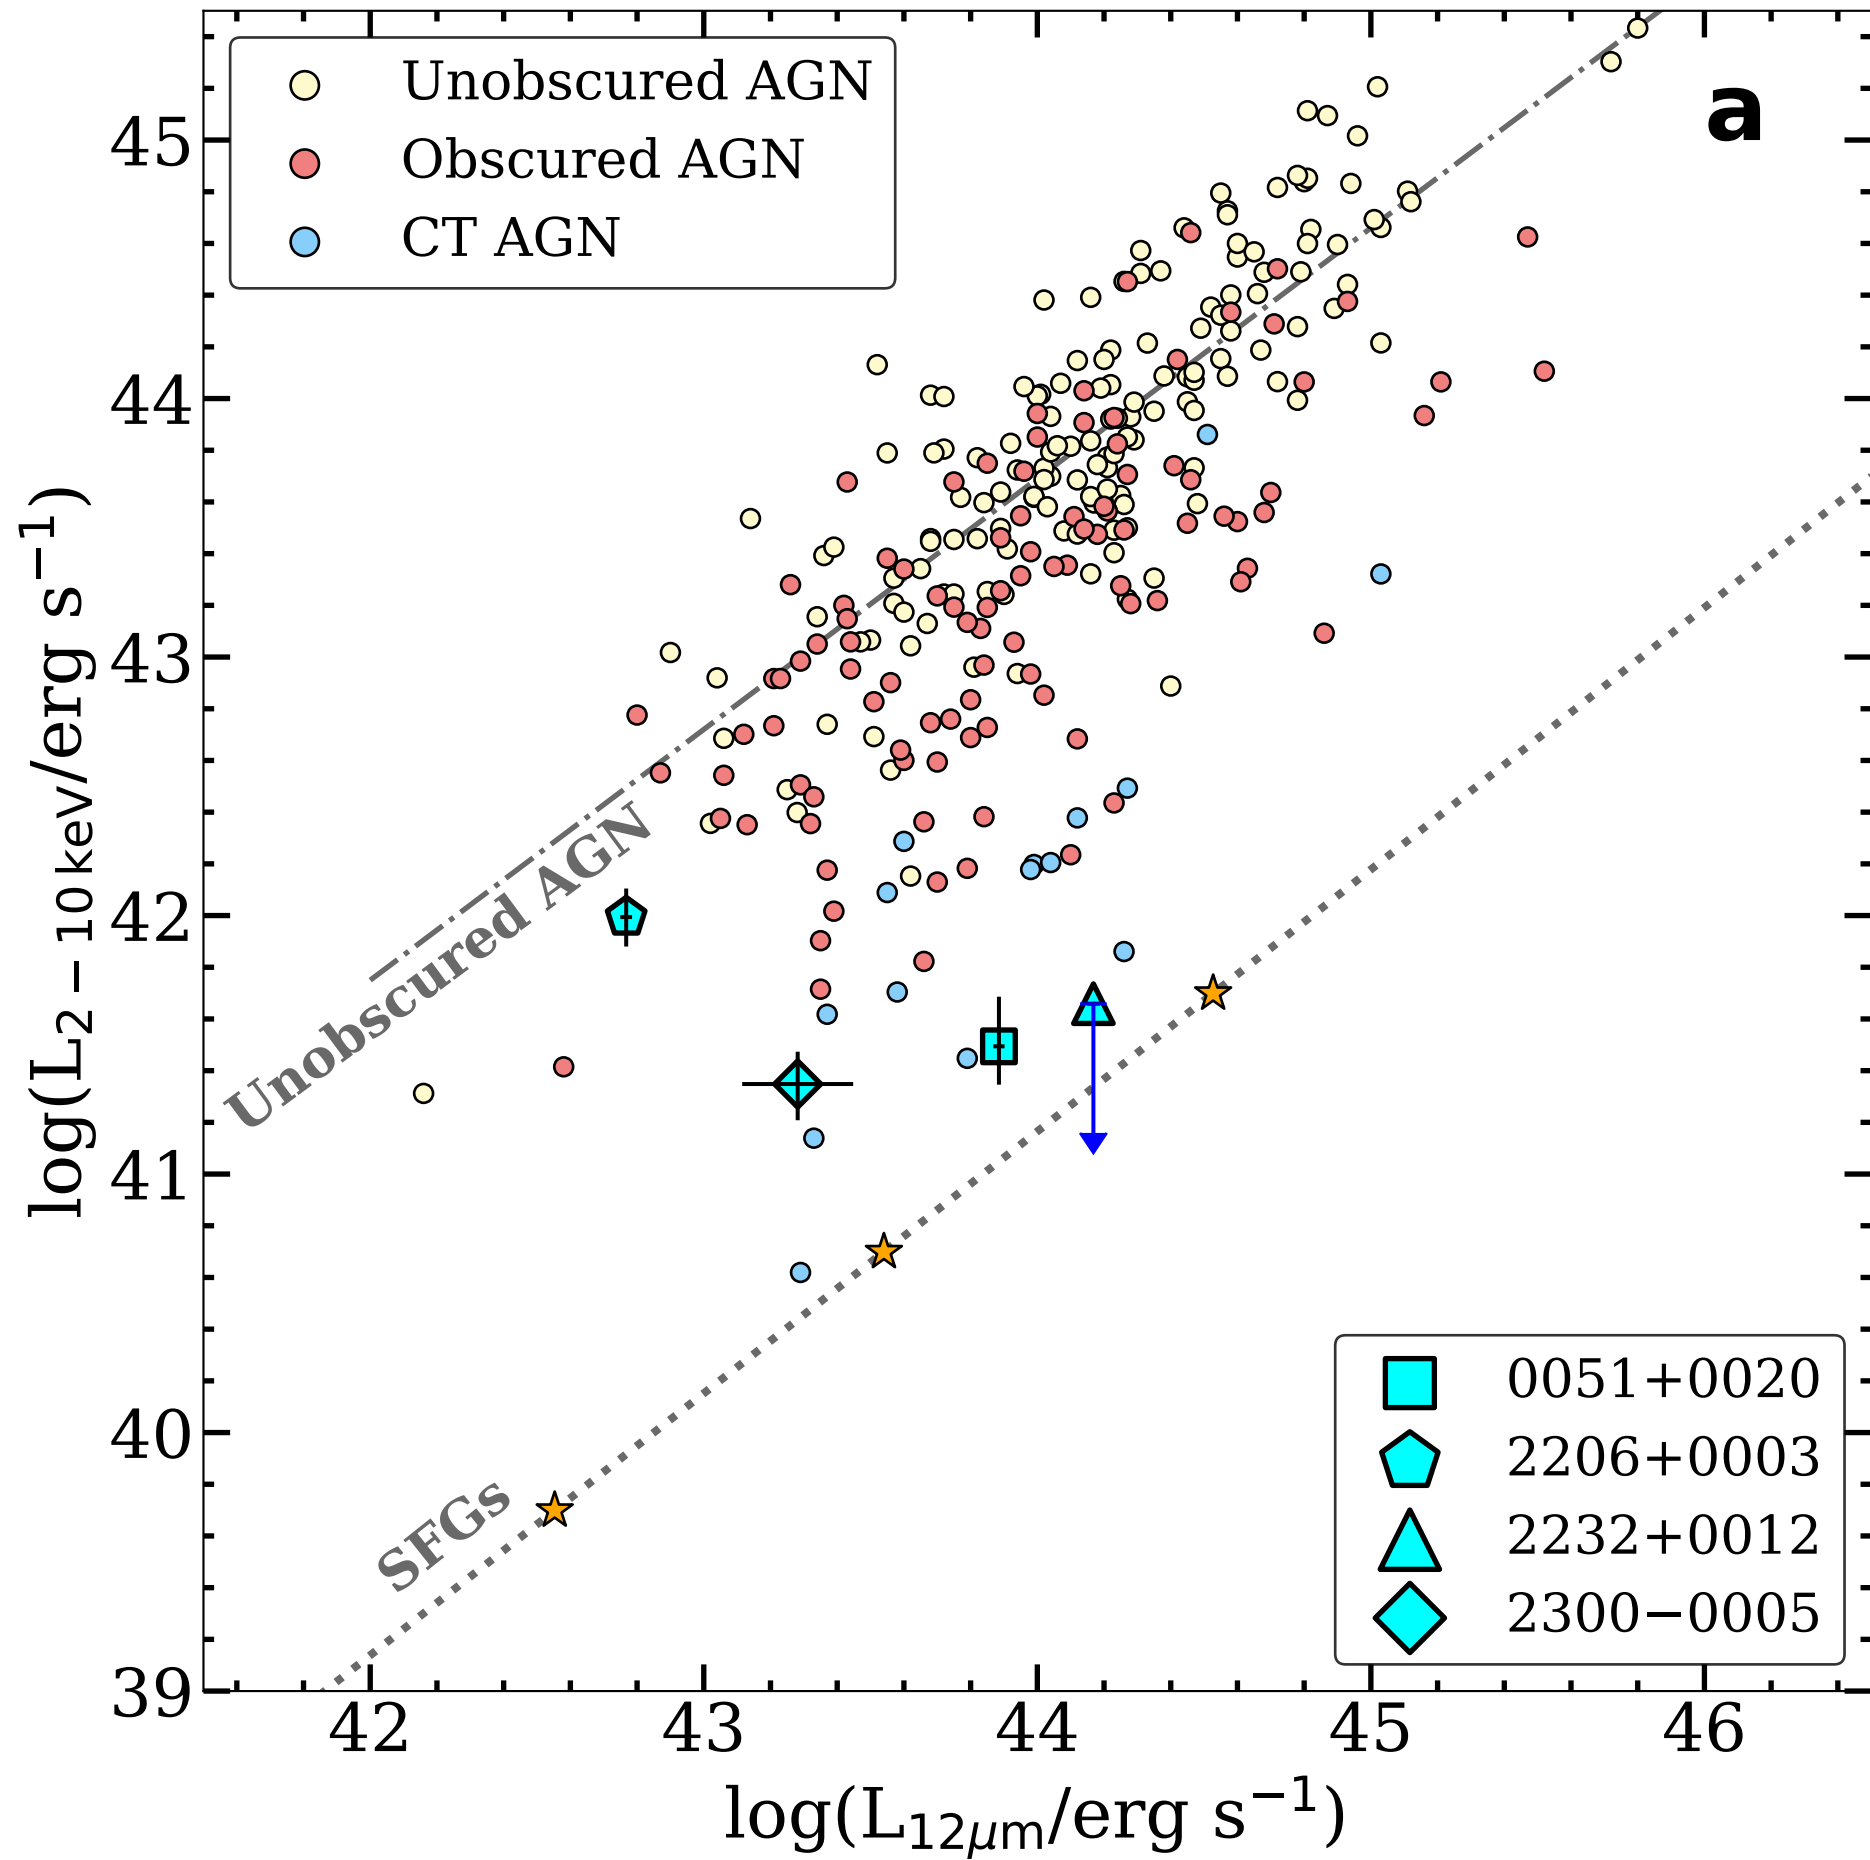 Unobscured AGN
Obscured AGN
CT AGN
a
45
44
43
42
41
40
39
log(L2−10keV/erg s−1)
Unobscured AGN
SFGs
0051+0020
2206+0003
2232+0012
2300−0005
42 43 44 45 46
log(L12μm/erg s−1)